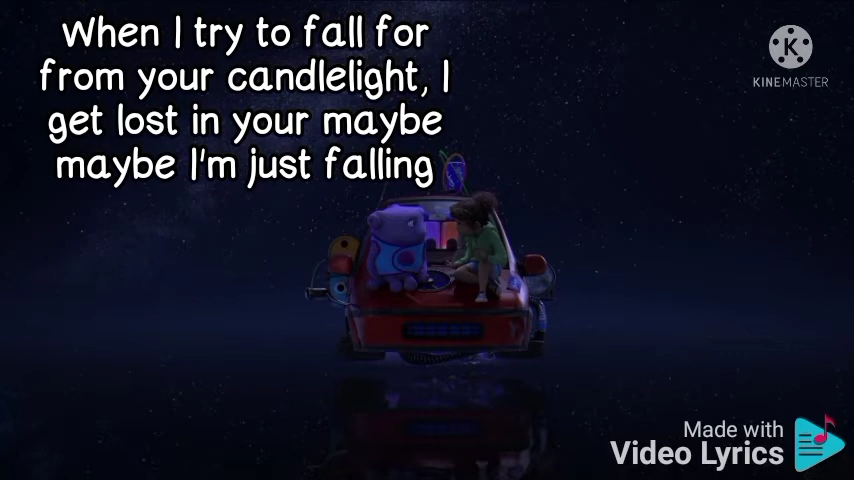 When I try to fall for
from your candlelight, I
get lost in your maybe
maybe I'm just falling
K
KINEMASTER
Made with
Video Lyrics